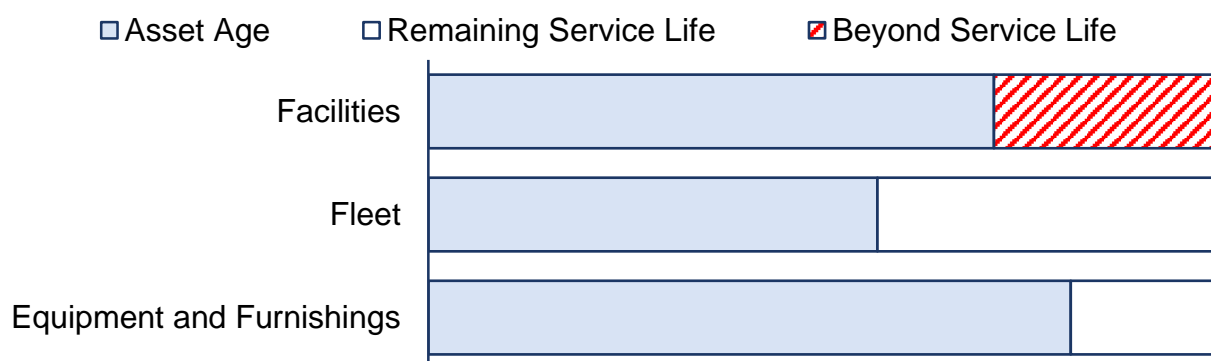 Asset Age Remaining Service Life Beyond Service Life
Facilities
Fleet
Equipment and Furnishings